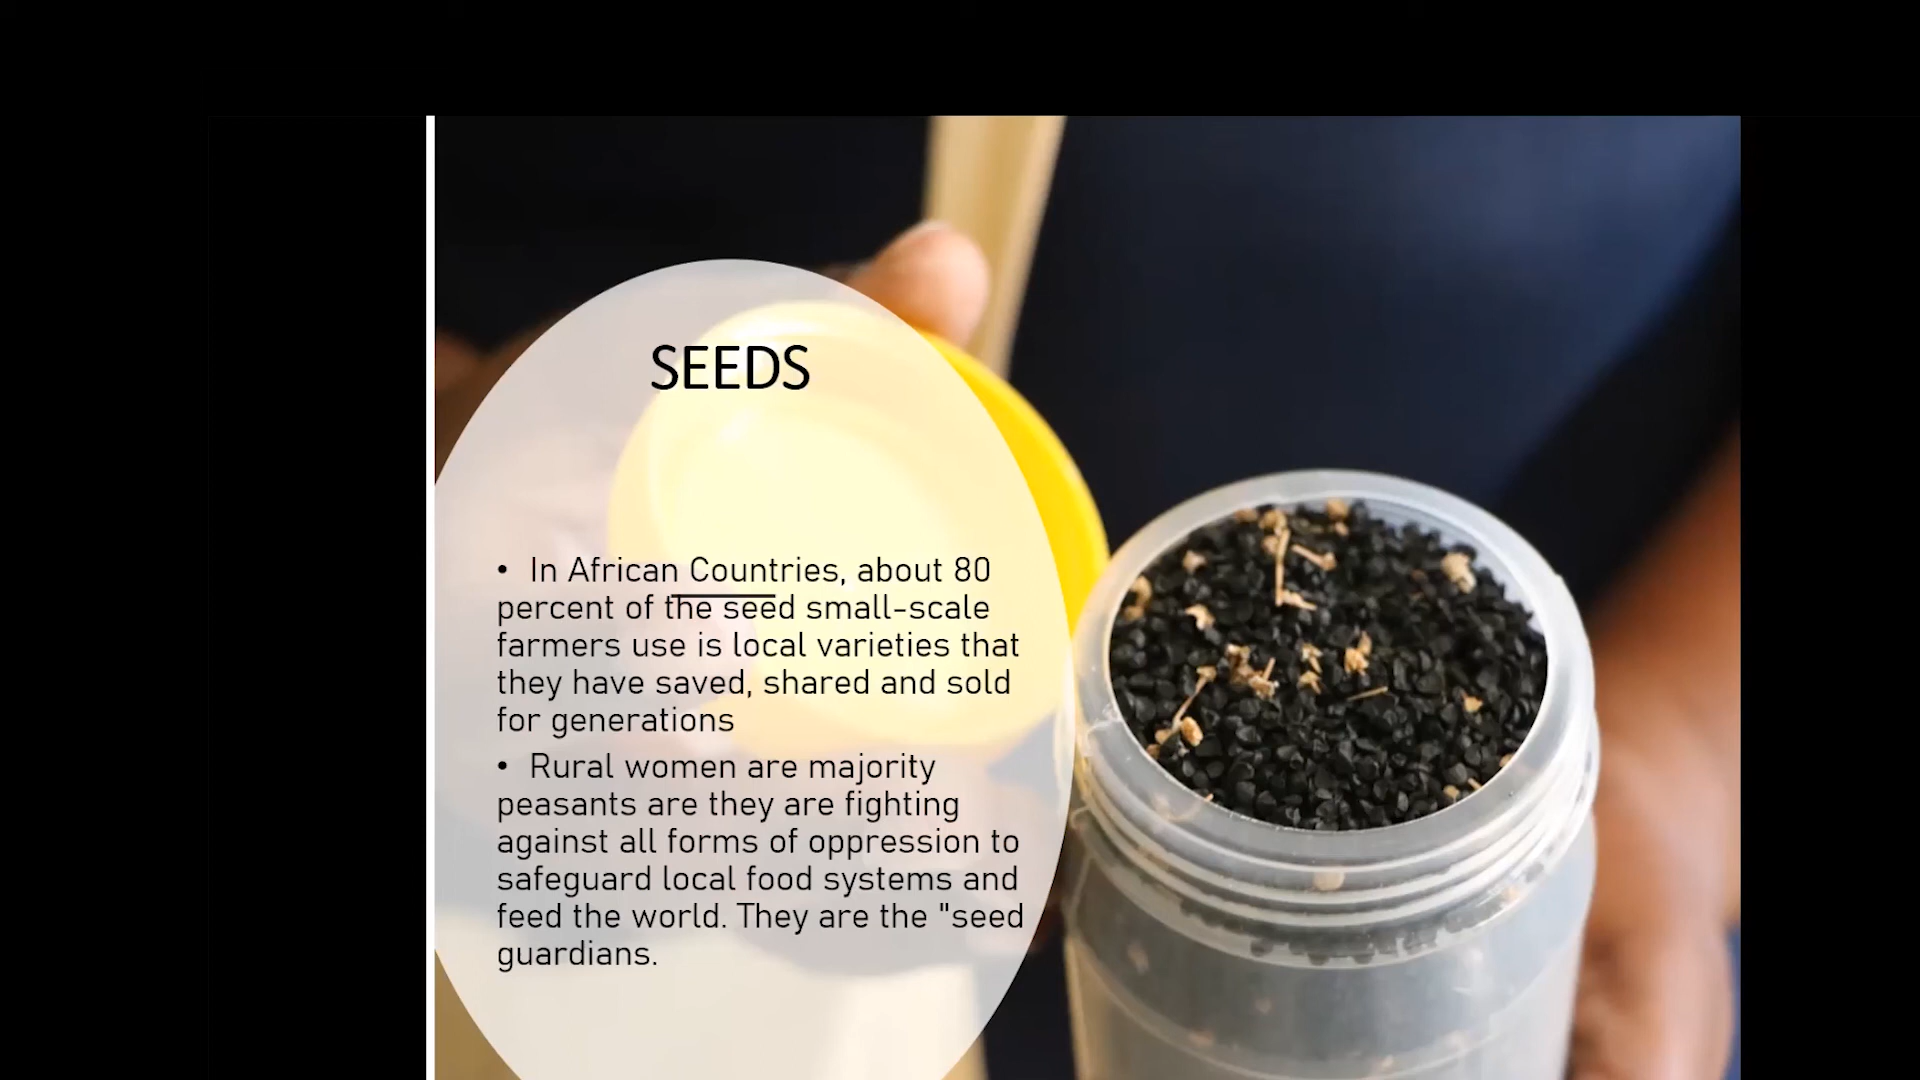 SEEDS
• In African Countries, about 80
percent of the seed small-scale
farmers use is local varieties that
they have saved, shared and sold
for generations
• Rural women are majority
peasants are they are fighting
against all forms of oppression to
safeguard local food systems and
feed the world. They are the "seed
guardians.